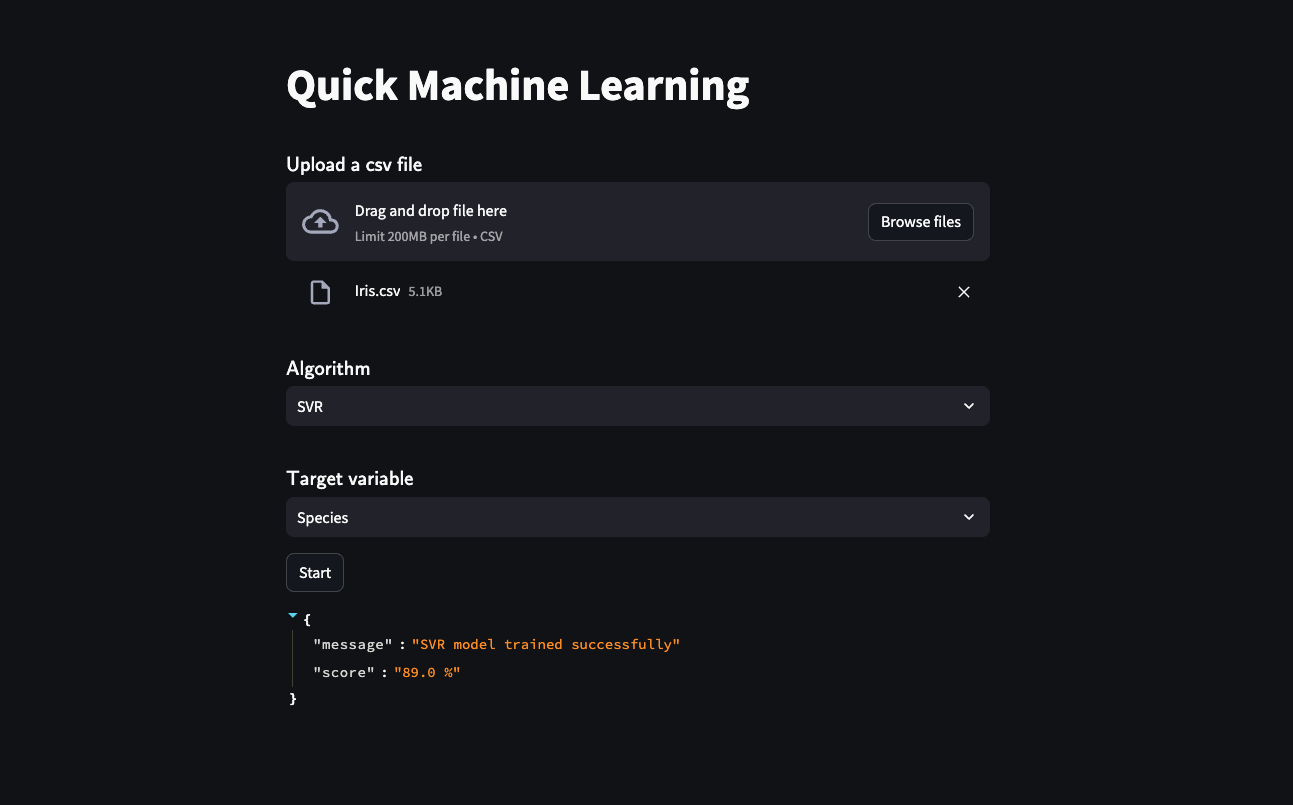 Quick Machine Learning
Upload a csv file
Drag and drop file here
Limit 200MB per file • CSV
Browse files
Iris.csv 5.1KB
Algorithm
SVR
Target variable
Species
Start
{
"message" : "SVR model trained successfully"
"score" : "89.0 %"
}